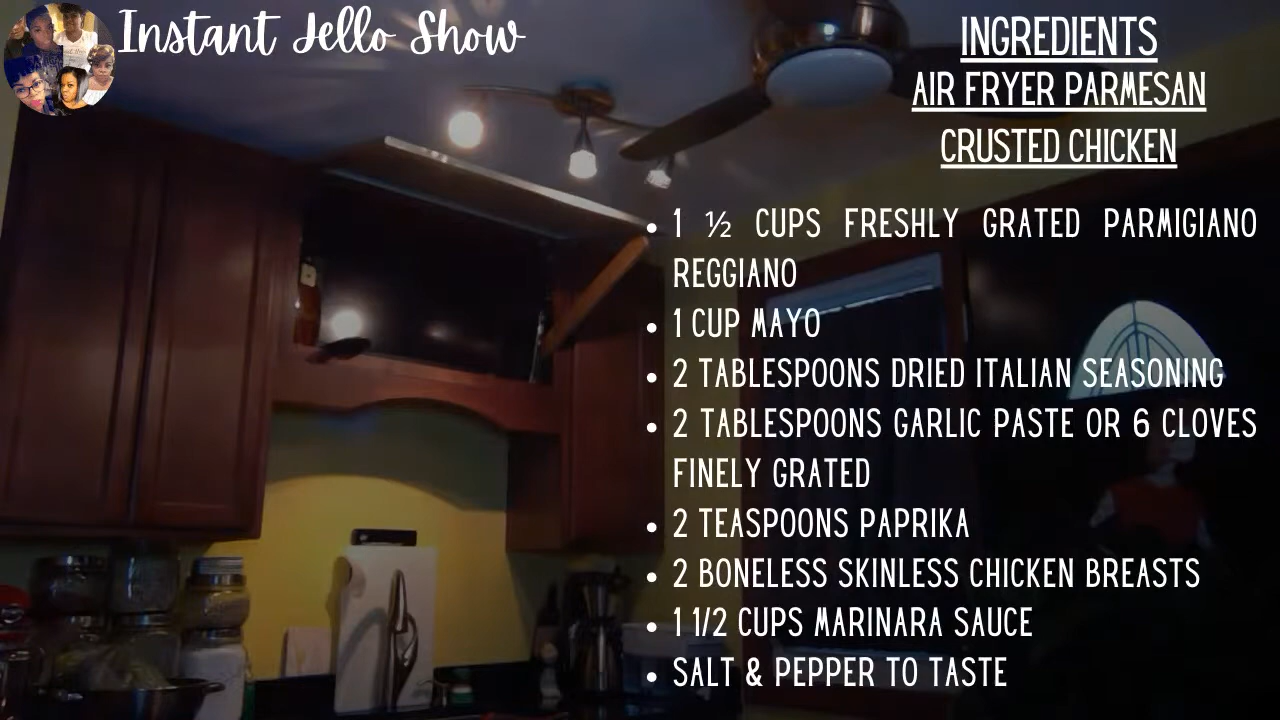 Instant Jello Show
INGREDIENTS
AIR FRYER PARMESAN
CRUSTED CHICKEN
• 1 ½ CUPS FRESHLY GRATED PARMIGIANO
REGGIANO
• 1 CUP MAYO
• 2 TABLESPOONS DRIED ITALIAN SEASONING
• 2 TABLESPOONS GARLIC PASTE OR 6 CLOVES
FINELY GRATED
• 2 TEASPOONS PAPRIKA
• 2 BONELESS SKINLESS CHICKEN BREASTS
• 1 1/2 CUPS MARINARA SAUCE
• SALT & PEPPER TO TASTE